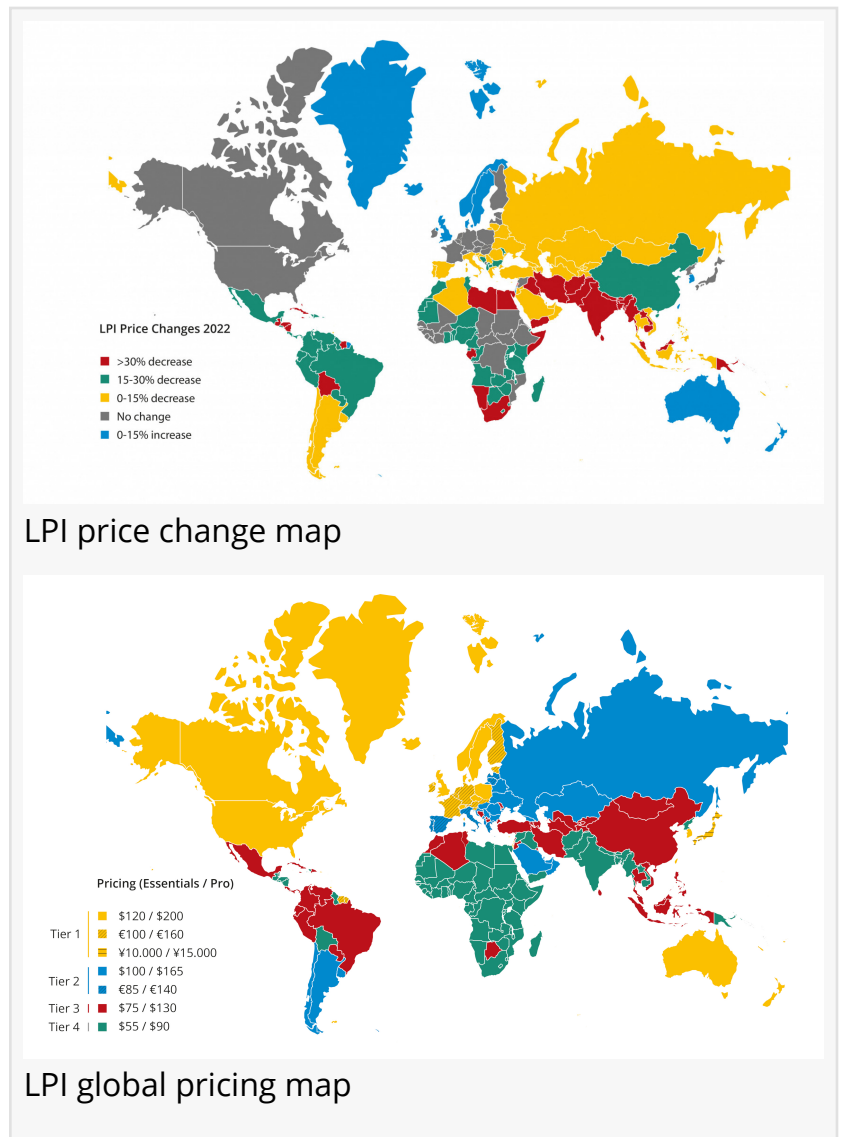 LPI Price Changes 2022
>30% decrease
15-30% decrease
0-15% decrease
No change
0-15% increase
LPI price change map
Pricing (Essentials / Pro)
Tier 1
$120 / $200
€100 / €160
¥10.000 / ¥15.000
Tier 2
$100 / $165
€85 / €140
Tier 3
$75 / $130
Tier 4
$55 / $90
LPI global pricing map